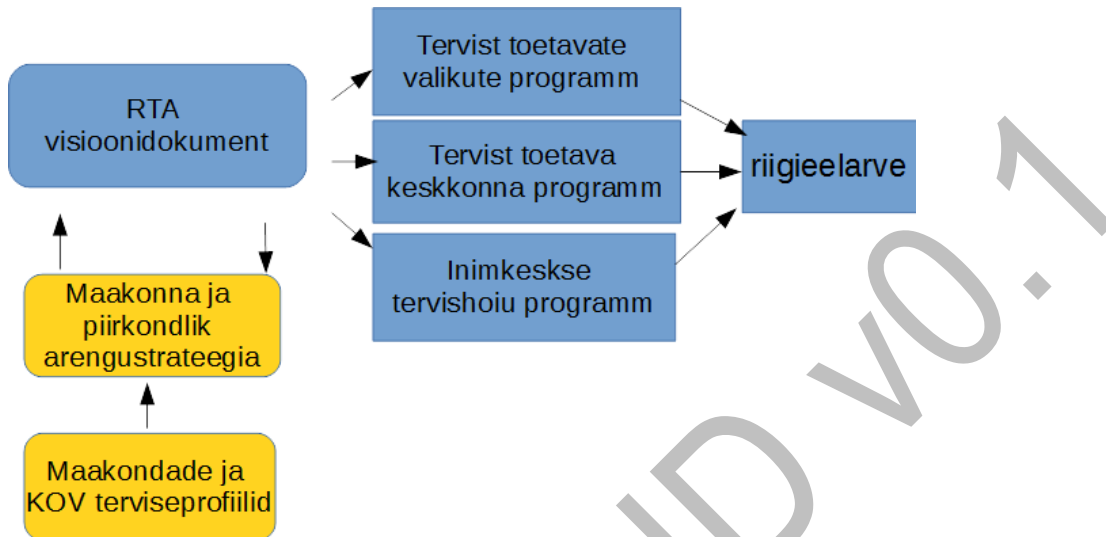 RTA
visioonidokument
Tervist toetavate
valikute programm
Tervist toetava
keskkonna programm
Inimkeskse
tervishoiu programm
riigieelarve
Maakonna ja
piirkondlik
arengustrateegia
Maakondade ja
KOV terviseprofiilid
v0.1